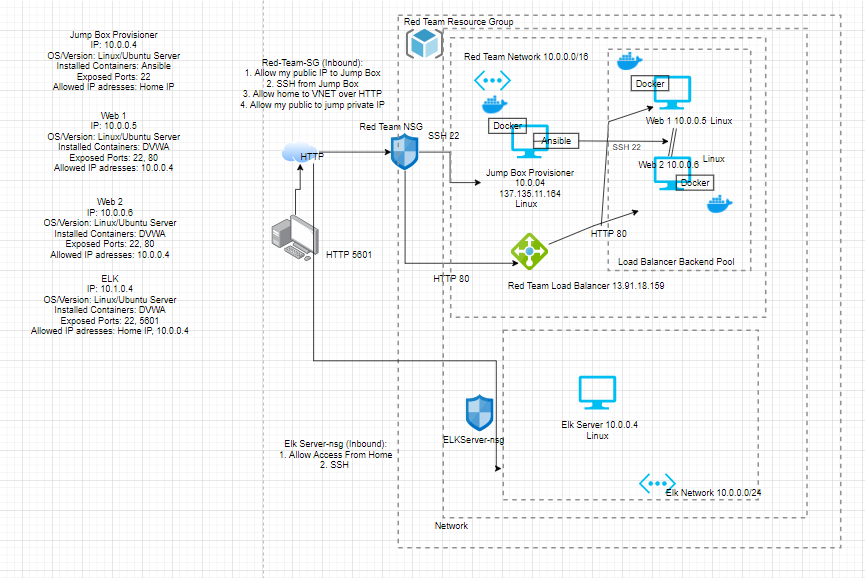 Jump Box Provisioner
IP: 10.0.0.4
OS/Version: Linux/Ubuntu Server
Installed Containers: Ansible
Exposed Ports: 22
Allowed IP adresses: Home IP
Web 1
IP: 10.0.0.5
OS/Version: Linux/Ubuntu Server
Installed Containers: DVWA
Exposed Ports: 22, 80
Allowed IP adresses: 10.0.0.4
Web 2
IP: 10.0.0.6
OS/Version: Linux/Ubuntu Server
Installed Containers: DVWA
Exposed Ports: 22, 80
Allowed IP adresses: 10.0.0.4
ELK
IP: 10.1.0.4
OS/Version: Linux/Ubuntu Server
Installed Containers: DVWA
Exposed Ports: 22, 5601
Allowed IP adresses: Home IP, 10.0.0.4
Red-Team-SG (Inbound):
1. Allow my public IP to Jump Box
2. SSH from Jump Box
3. Allow home to VNET over HTTP
4. Allow my public to jump private IP
HTTP
HTTP 5601
Red Team NSG
SSH 22
HTTP 80
Red Team Resource Group
Red Team Network 10.0.0.0/16
Docker
Ansible
Jump Box Provisioner
10.0.04
137.135.11.164
Linux
SSH 22
Docker
Web 1 10.0.0.5 Linux
Linux
Web 2 10.0.0.6
Docker
HTTP 80
Load Balancer Backend Pool
Red Team Load Balancer 13.91.18.159
Elk Server-nsg (Inbound):
1. Allow Access From Home
2. SSH
ELKServer-nsg
Elk Server 10.0.0.4
Linux
Elk Network 10.0.0.0/24
Network